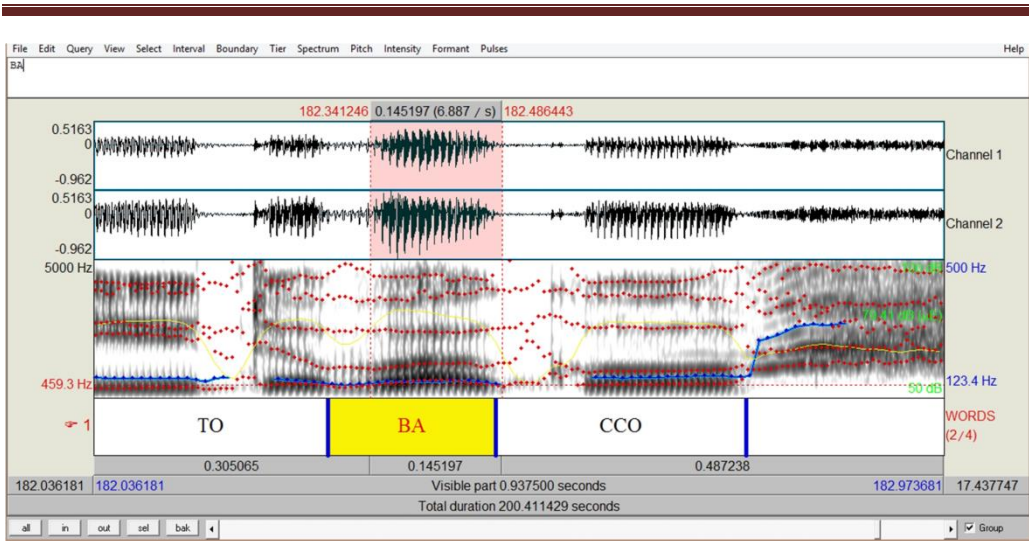 File Edit Query View Select Interval Boundary Tier Spectrum Pitch Intensity Formant Pulses Help
BA
182.341246 0.145197 (6.887 / s) 182.486443
0.5163
0
-0.962
Channel 1
0.5163
0
-0.962
Channel 2
5000 Hz
500 Hz
459.3 Hz
123.4 Hz
50 dB
1 TO BA CCO
WORDS
(2/4)
0.305065 0.145197 0.487238
182.036181 182.036181 Visible part 0.937500 seconds 182.973681 17.437747
Total duration 200.411429 seconds
all in out sel bak Group